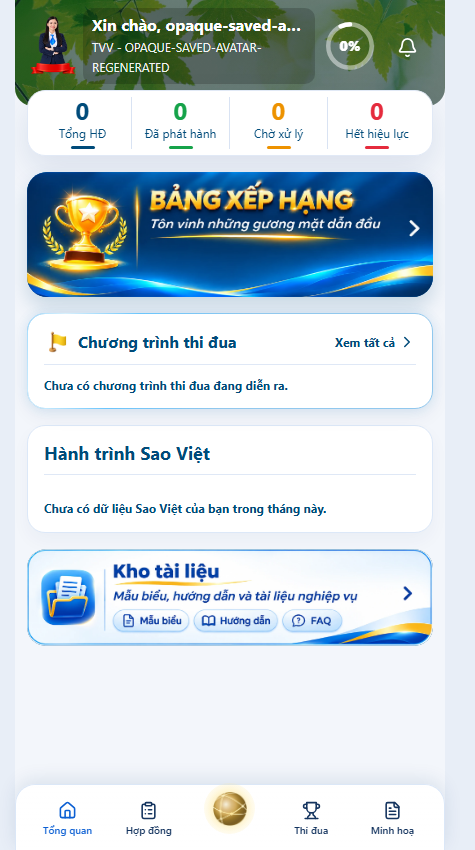 Xin chào, opaque-saved-a...
TVV - OPAQUE-SAVED-AVATAR-
REGENERATED
0%
0
Tổng HĐ
0
Đã phát hành
0
Chờ xử lý
0
Hết hiệu lực
BẢNG XẾP HẠNG
Tôn vinh những gương mặt dẫn đầu
Chương trình thi đua
Xem tất cả
Chưa có chương trình thi đua đang diễn ra.
Hành trình Sao Việt
Chưa có dữ liệu Sao Việt của bạn trong tháng này.
Kho tài liệu
Mẫu biểu, hướng dẫn và tài liệu nghiệp vụ
Mẫu biểu
Hướng dẫn
FAQ
Tổng quan
Hợp đồng
Thi đua
Minh hoạ